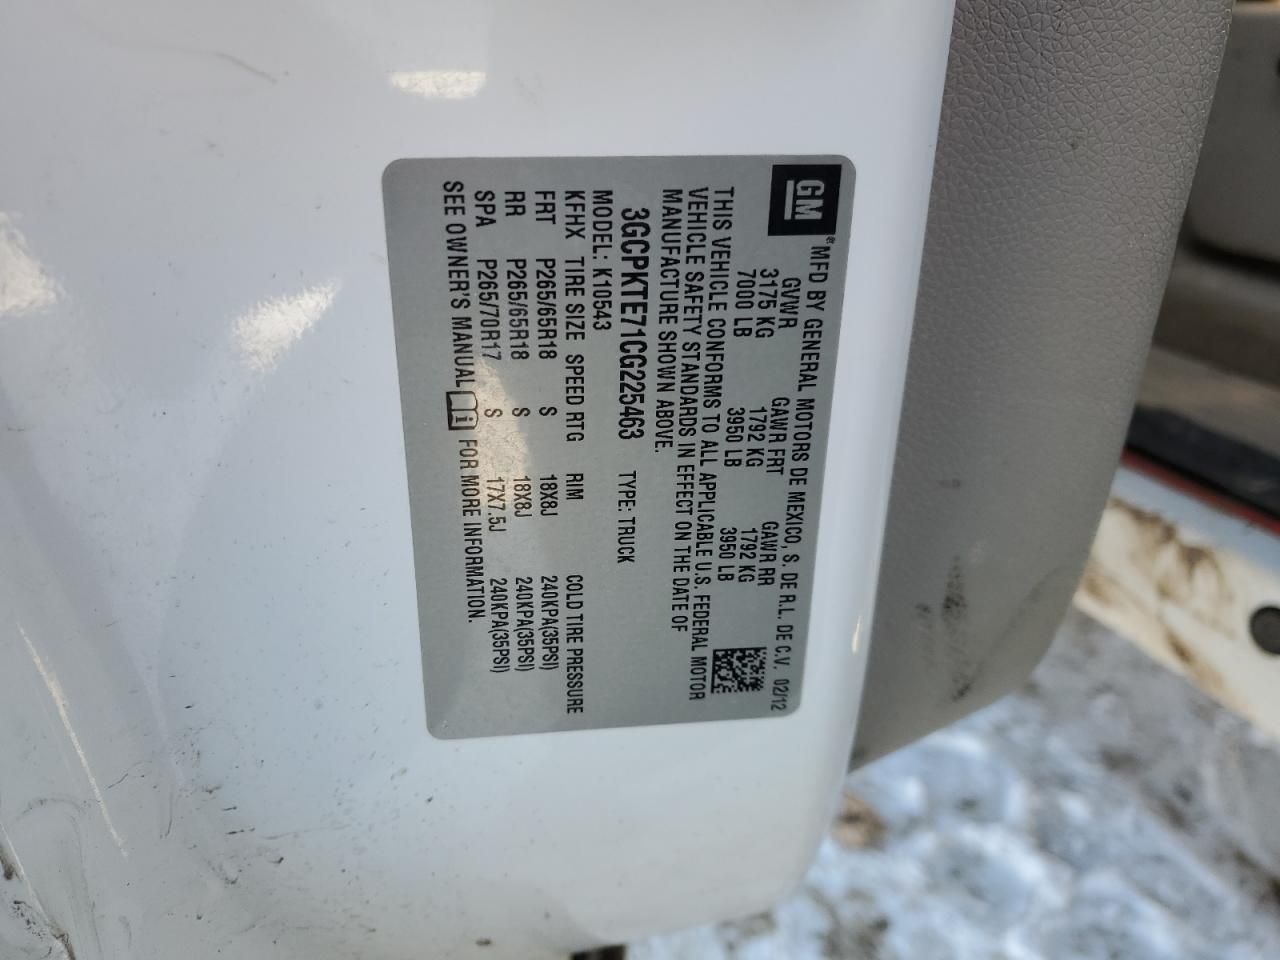 GM ® MFD BY GENERAL MOTORS DE MEXICO, S. DE R.L. DE C.V. 02/12
GVWR GAWR FRT GAWR RR
3175 KG 1792 KG 1792 KG
7000 LB 3950 LB 3950 LB
THIS VEHICLE CONFORMS TO ALL APPLICABLE U.S. FEDERAL MOTOR
VEHICLE SAFETY STANDARDS IN EFFECT ON THE DATE OF
MANUFACTURE SHOWN ABOVE.
3GCPKTE71CG225463 TYPE: TRUCK
MODEL: K10543
KFHX TIRE SIZE SPEED RTG RIM COLD TIRE PRESSURE
FRT P265/65R18 S 18X8J 240KPA(35PSI)
RR P265/65R18 S 18X8J 240KPA(35PSI)
SPA P265/70R17 S 17X7.5J 240KPA(35PSI)
SEE OWNER'S MANUAL i FOR MORE INFORMATION.